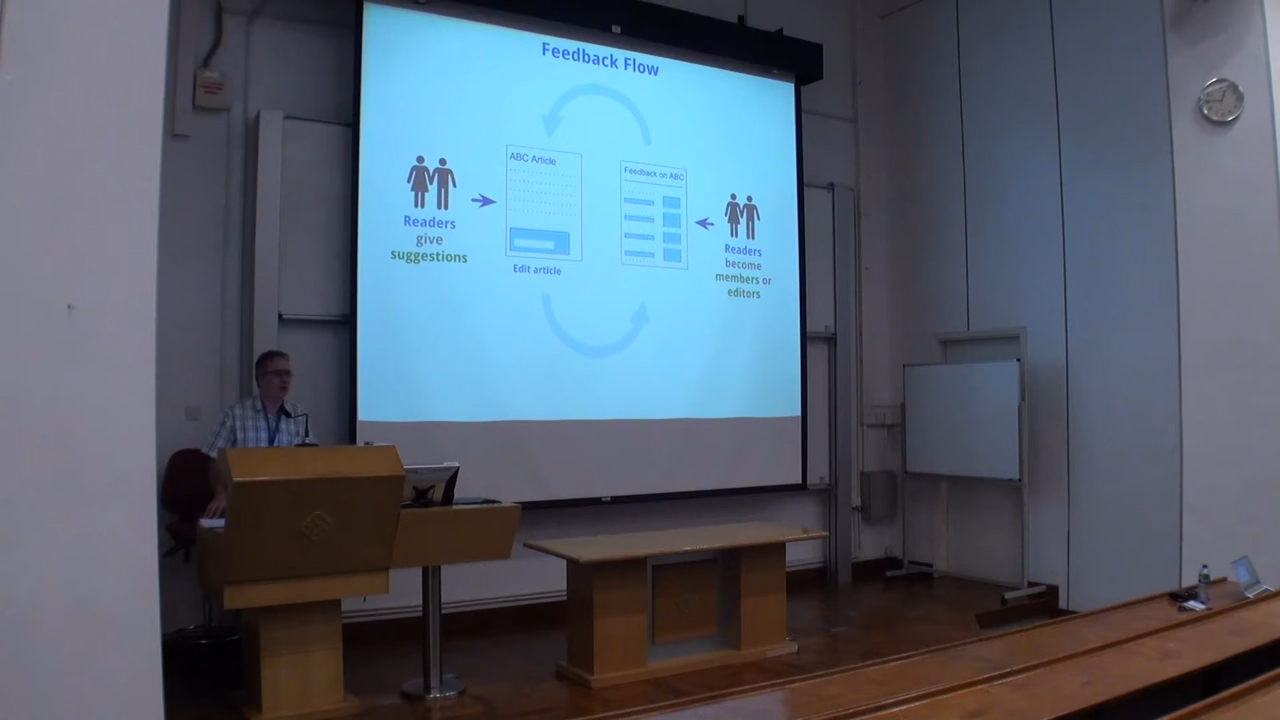 Feedback Flow
ABC Article
Feedback on ABC
Readers
give
suggestions
Edit article
Readers
become
members or
editors